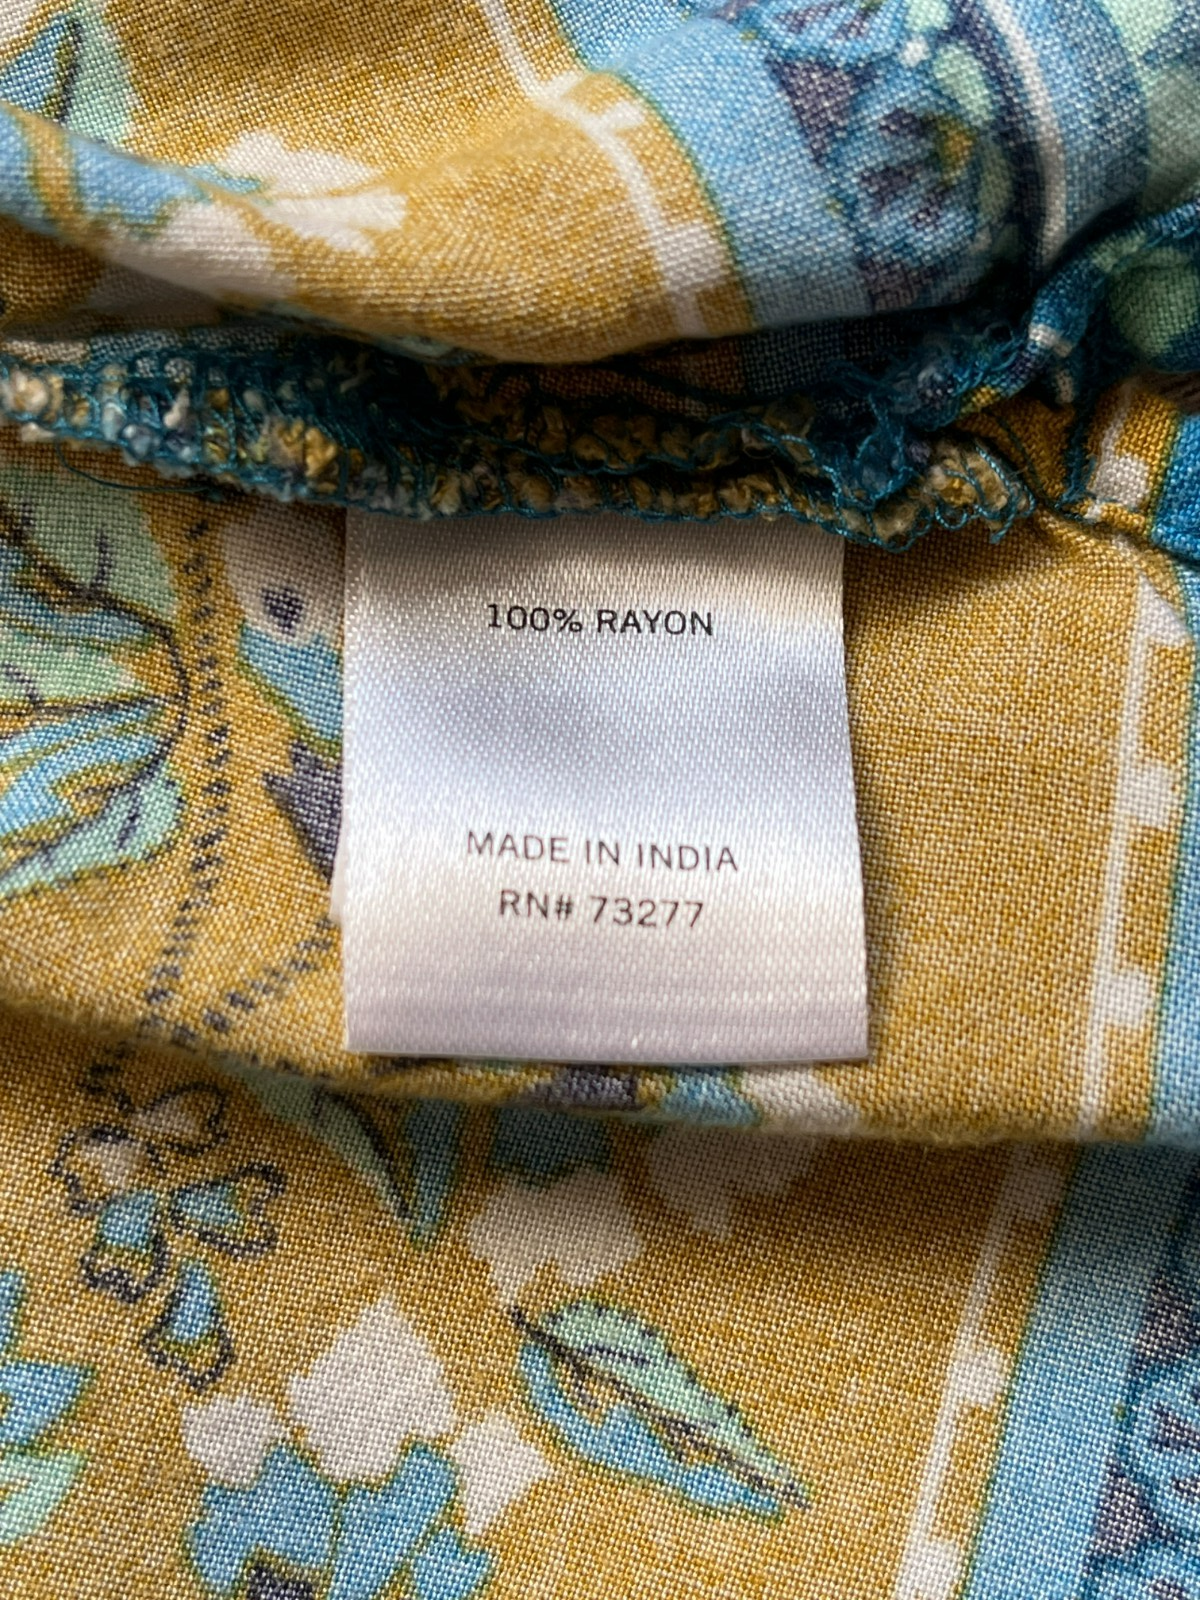 100% RAYON
MADE IN INDIA
RN# 73277